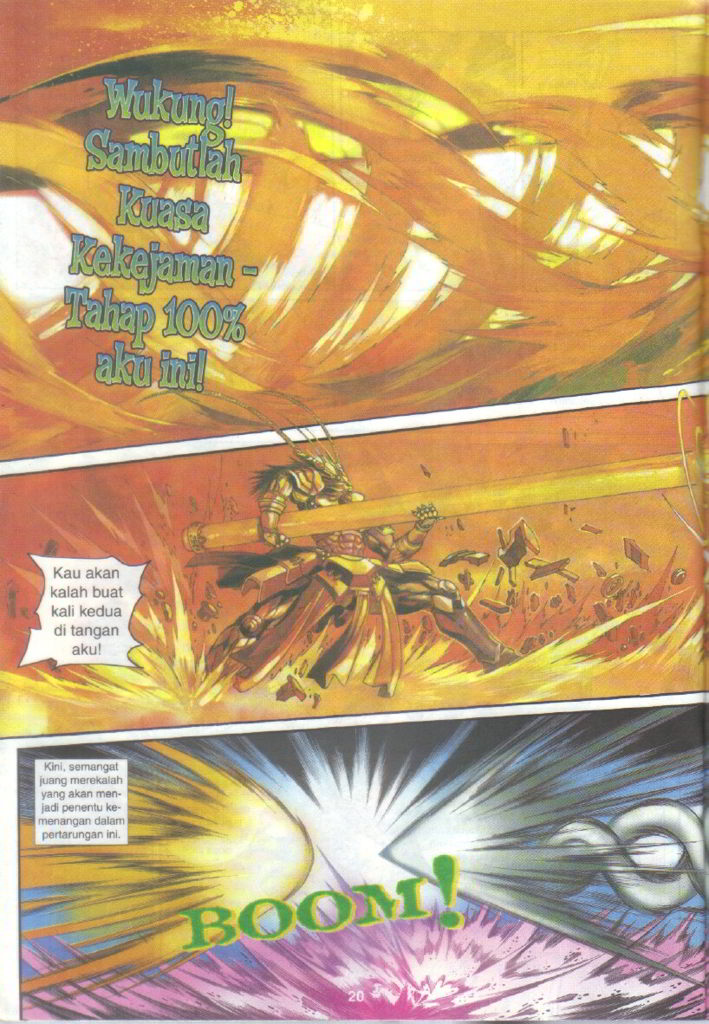 Wukung!
Sambutlah
Kuasa
Kekejaman -
Tahap 100%
aku ini!
Kau akan
kalah buat
kali kedua
di tangan
aku!
Kini, semangat
juang merekalah
yang akan men-
jadi penentu ke-
menangan dalam
pertarungan ini.
BOOM!
20